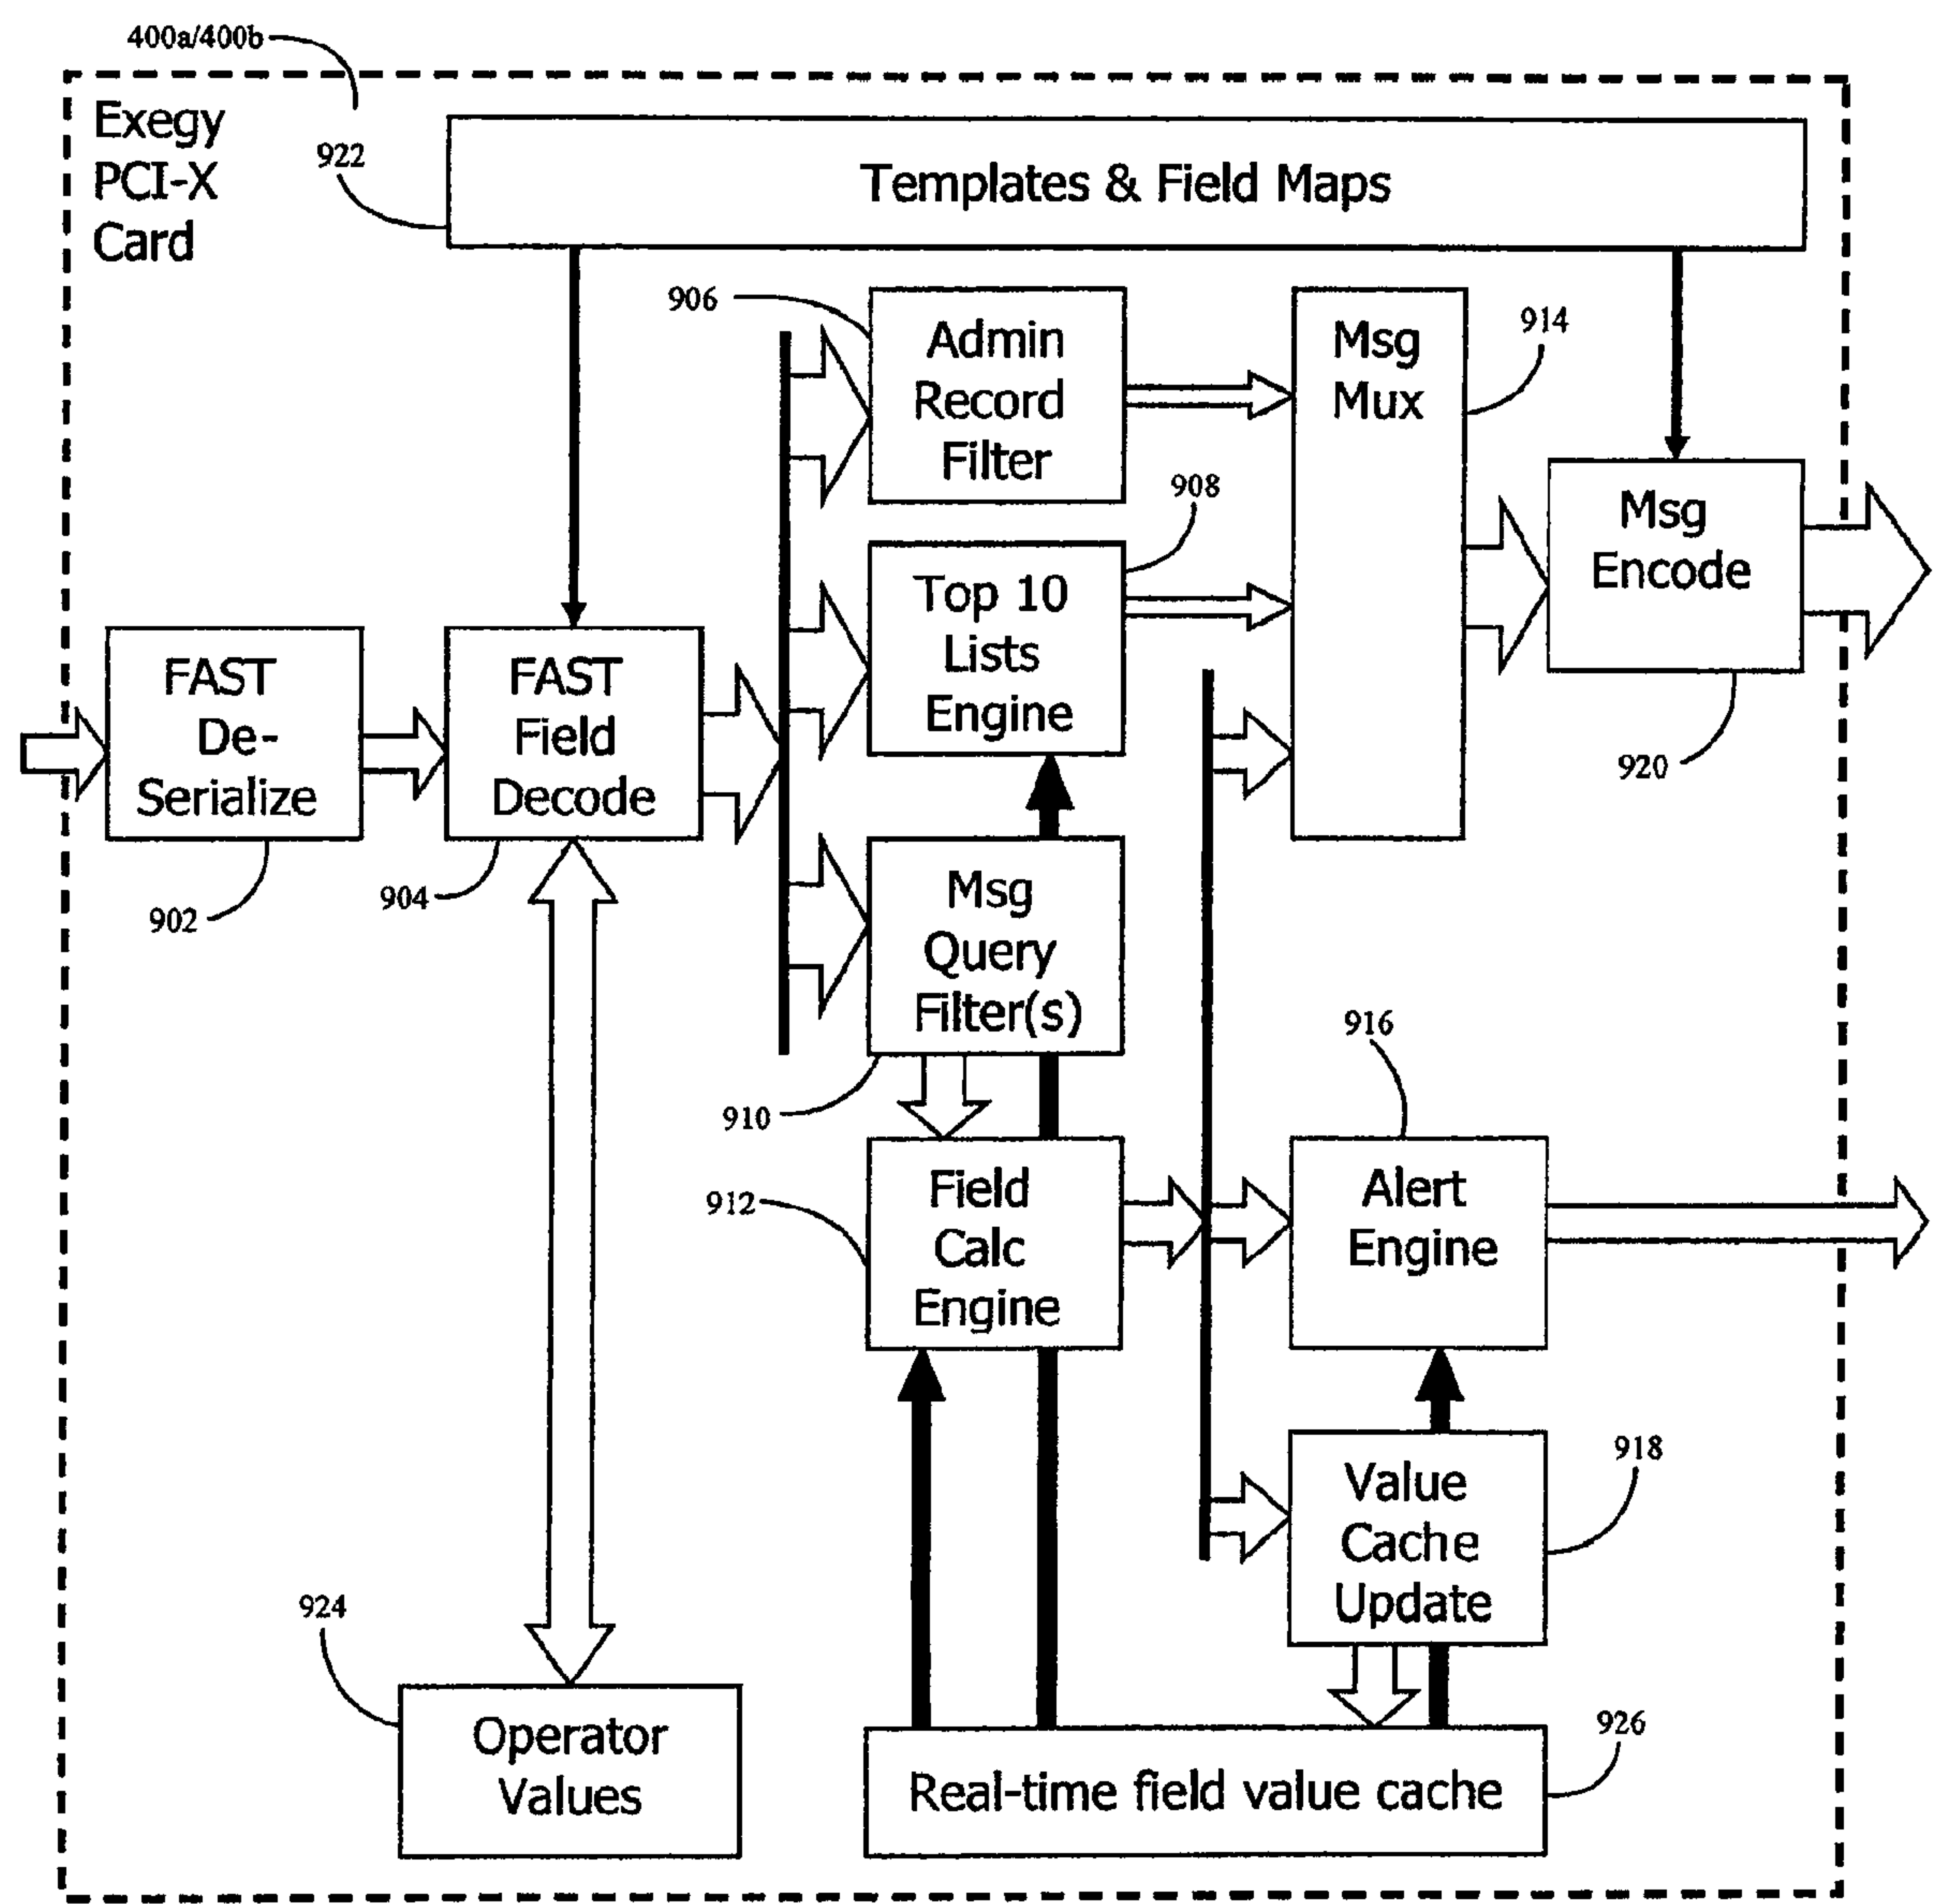 400a/400b
Exegy
PCI-X
Card
922
Templates & Field Maps
906
Admin
Record
Filter
Msg
Mux
914
908
Top 10
Lists
Engine
Msg
Encode
920
FAST
De-
Serialize
902
FAST
Field
Decode
904
Msg
Query
Filter(s)
910
916
912
Field
Calc
Engine
Alert
Engine
918
Value
Cache
Update
924
Operator
Values
926
Real-time field value cache